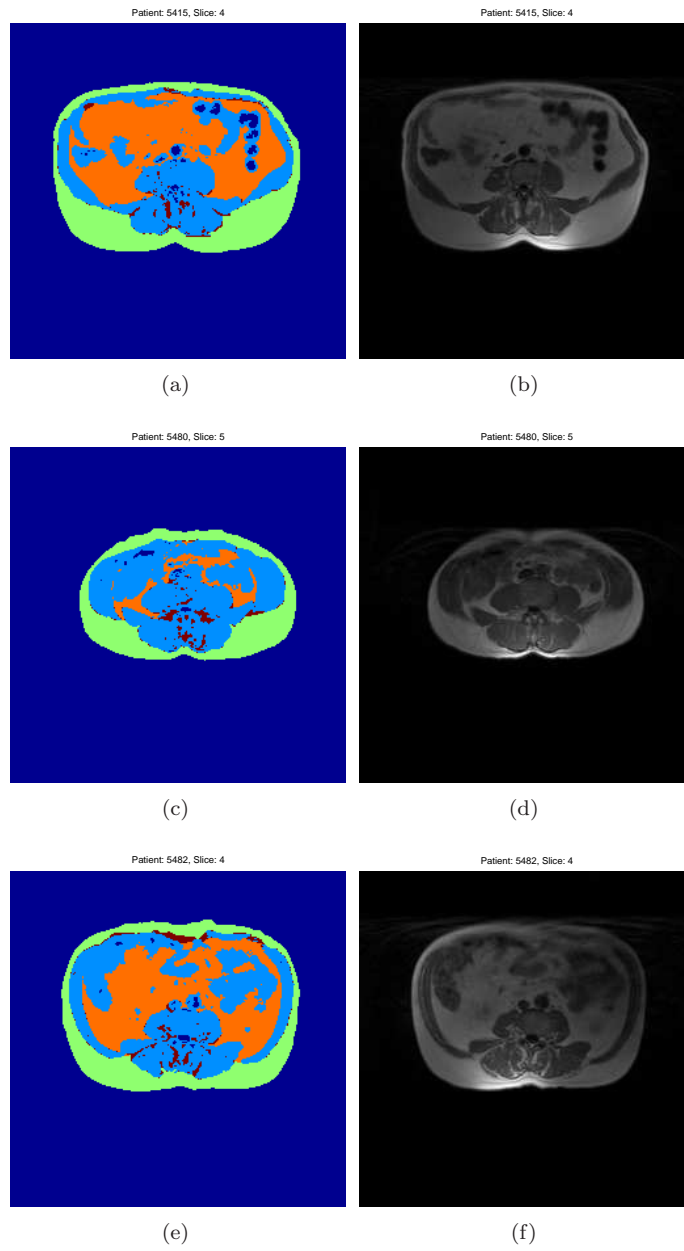 Patient: 5415, Slice: 4
Patient: 5415, Slice: 4
(a)
(b)
Patient: 5480, Slice: 5
Patient: 5480, Slice: 5
(c)
(d)
Patient: 5482, Slice: 4
Patient: 5482, Slice: 4
(e)
(f)